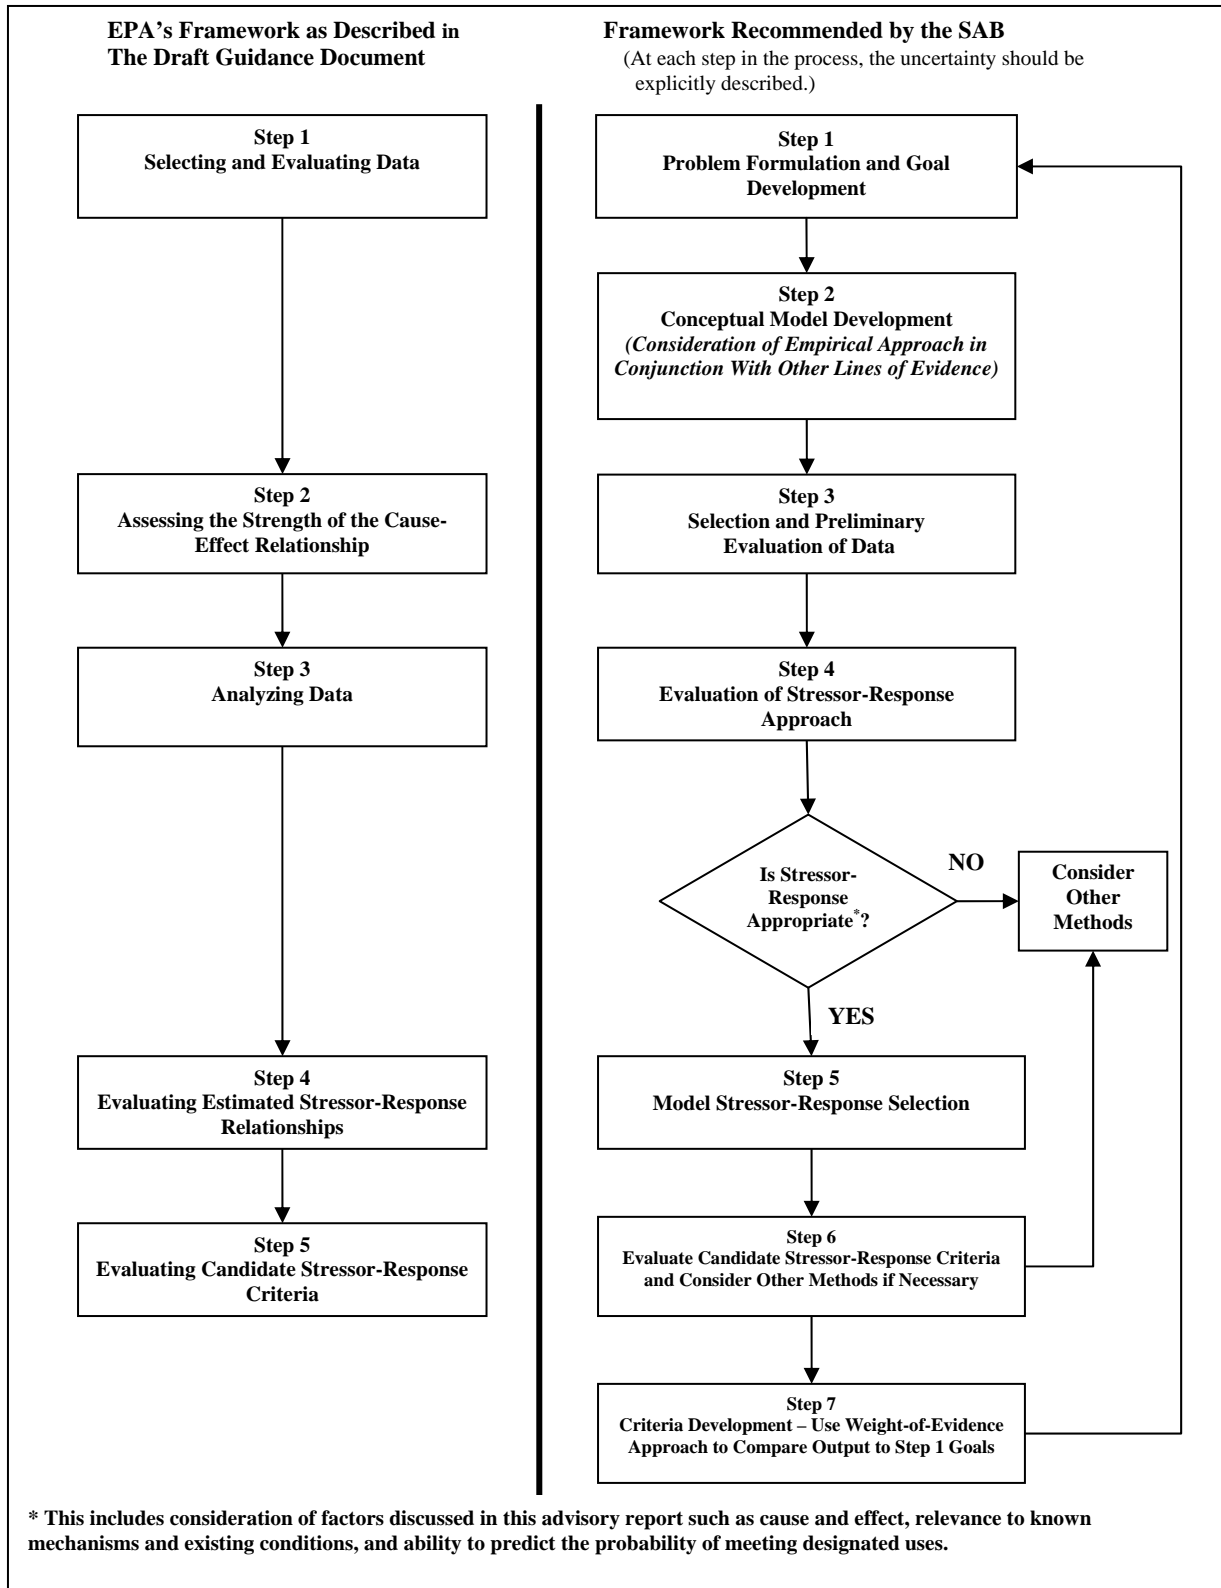 EPA's Framework as Described in
The Draft Guidance Document
Step 1
Selecting and Evaluating Data
Step 2
Assessing the Strength of the Cause-
Effect Relationship
Step 3
Analyzing Data
Step 4
Evaluating Estimated Stressor-Response
Relationships
Step 5
Evaluating Candidate Stressor-Response
Criteria
Framework Recommended by the SAB
(At each step in the process, the uncertainty should be
explicitly described.)
Step 1
Problem Formulation and Goal
Development
Step 2
Conceptual Model Development
(Consideration of Empirical Approach in
Conjunction With Other Lines of Evidence)
Step 3
Selection and Preliminary
Evaluation of Data
Step 4
Evaluation of Stressor-Response
Approach
Is Stressor-
Response
Appropriate*?
NO
Consider
Other
Methods
YES
Step 5
Model Stressor-Response Selection
Step 6
Evaluate Candidate Stressor-Response Criteria
and Consider Other Methods if Necessary
Step 7
Criteria Development – Use Weight-of-Evidence
Approach to Compare Output to Step 1 Goals
* This includes consideration of factors discussed in this advisory report such as cause and effect, relevance to known
mechanisms and existing conditions, and ability to predict the probability of meeting designated uses.